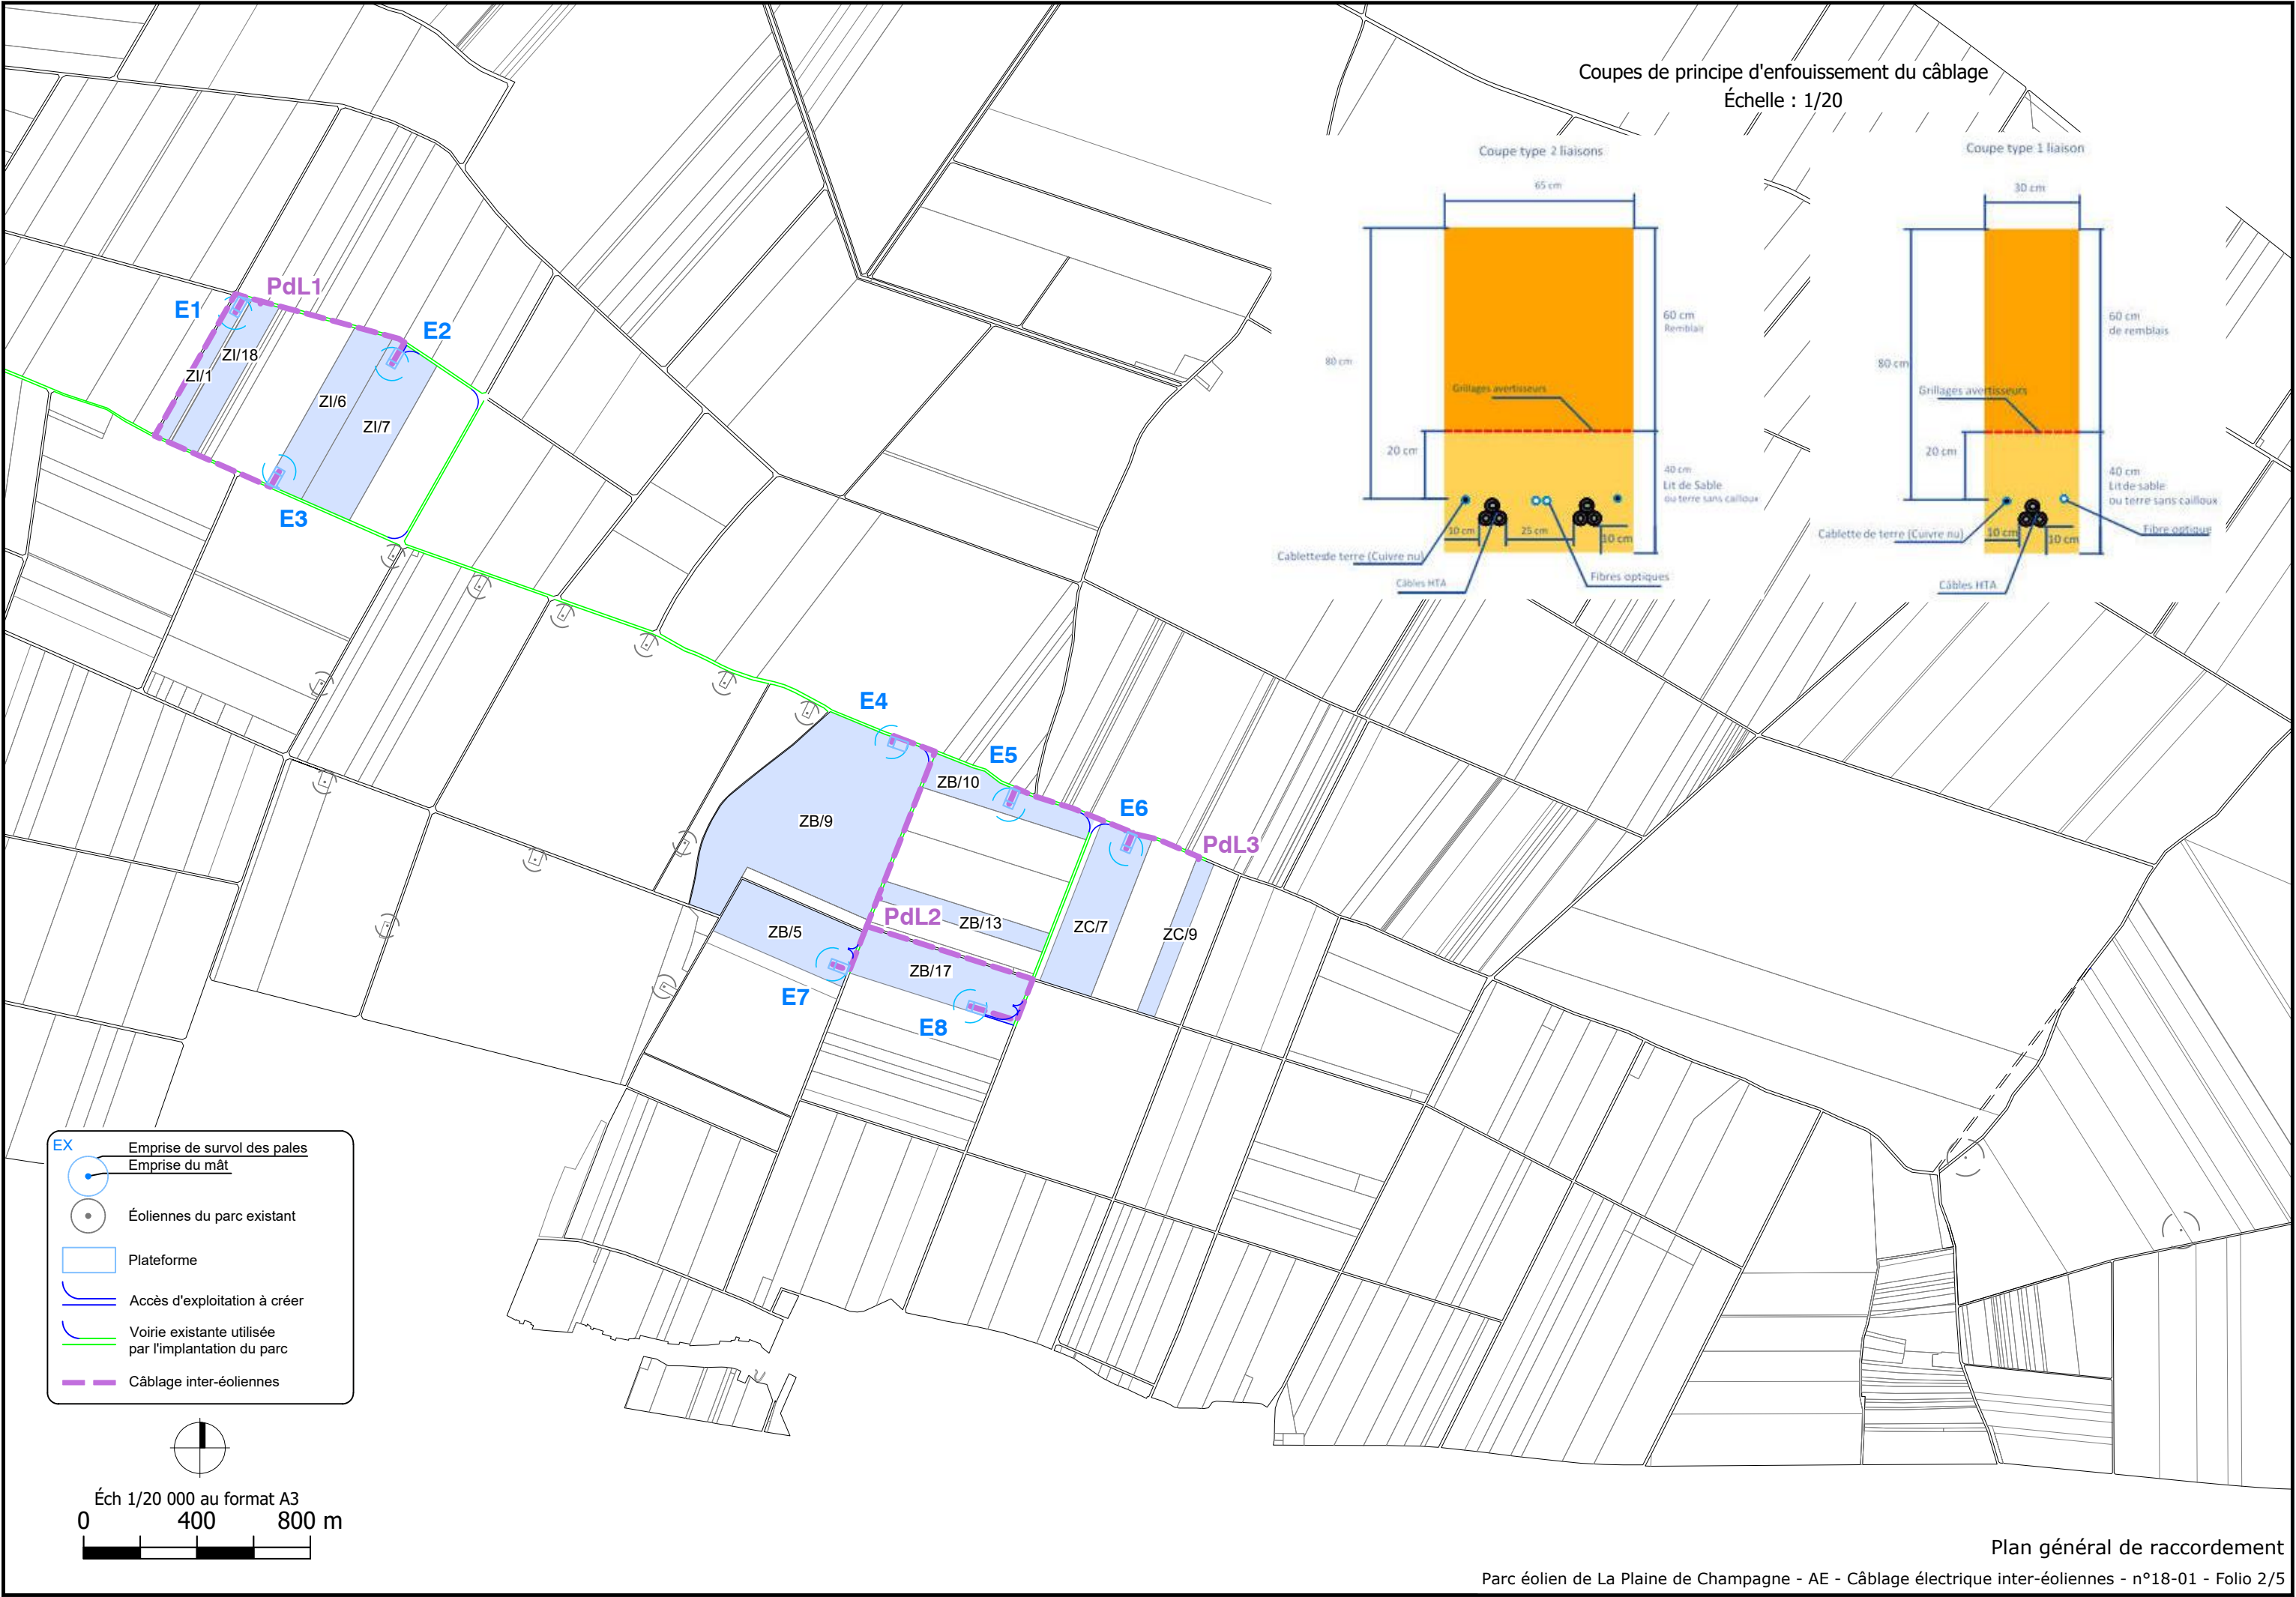 Coupes de principe d'enfouissement du câblage
Échelle : 1/20
Coupe type 2 liaisons
65 cm
80 cm
60 cm
Remblais
Grillages avertisseurs
20 cm
40 cm
Lit de Sable
ou terre sans cailloux
10 cm
25 cm
10 cm
Cablettes de terre (Cuivre nu)
Câbles HTA
Fibres optiques
Coupe type 1 liaison
30 cm
80 cm
60 cm
de remblais
Grillages avertisseurs
20 cm
40 cm
Lit de sable
ou terre sans cailloux
10 cm
10 cm
Cablette de terre (Cuivre nu)
Fibre optique
Câbles HTA
PdL1
E1
E2
ZI/18
ZI/1
ZI/6
ZI/7
E3
E4
E5
ZB/10
E6
ZB/9
PdL3
PdL2
ZB/13
ZB/5
ZC/7
ZC/9
ZB/17
E7
E8
EX
Emprise de survol des pales
Emprise du mât
Éoliennes du parc existant
Plateforme
Accès d'exploitation à créer
Voirie existante utilisée
par l'implantation du parc
Câblage inter-éoliennes
Éch 1/20 000 au format A3
0 400 800 m
Plan général de raccordement
Parc éolien de La Plaine de Champagne - AE - Câblage électrique inter-éoliennes - n°18-01 - Folio 2/5